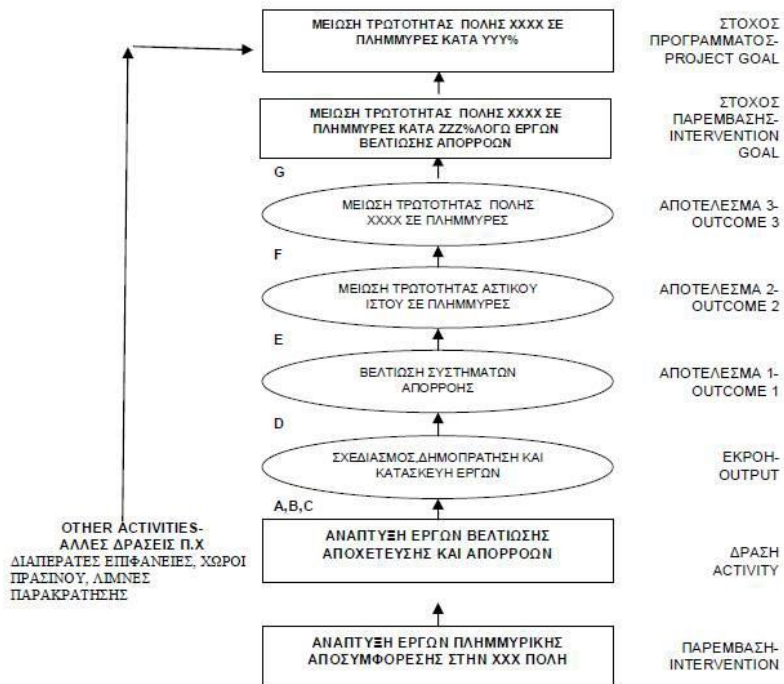 ΜΕΙΩΣΗ ΤΡΩΤΟΤΗΤΑΣ ΠΟΛΗΣ ΧΧΧΧ ΣΕ
ΠΛΗΜΜΥΡΕΣ ΚΑΤΑ ΥΥΥ%
ΣΤΟΧΟΣ
ΠΡΟΓΡΑΜΜΑΤΟΣ-
PROJECT GOAL
ΜΕΙΩΣΗ ΤΡΩΤΟΤΗΤΑΣ ΠΟΛΗΣ ΧΧΧΧ ΣΕ
ΠΛΗΜΜΥΡΕΣ ΚΑΤΑ ΖΖΖ%ΛΟΓΩ ΕΡΓΩΝ
ΒΕΛΤΙΩΣΗΣ ΑΠΟΡΡΟΩΝ
ΣΤΟΧΟΣ
ΠΑΡΕΜΒΑΣΗΣ-
INTERVENTION
GOAL
G
ΜΕΙΩΣΗ ΤΡΩΤΟΤΗΤΑΣ ΠΟΛΗΣ
ΧΧΧΧ ΣΕ ΠΛΗΜΜΥΡΕΣ
ΑΠΟΤΕΛΕΣΜΑ 3-
OUTCOME 3
F
ΜΕΙΩΣΗ ΤΡΩΤΟΤΗΤΑΣ ΑΣΤΙΚΟΥ
ΙΣΤΟΥ ΣΕ ΠΛΗΜΜΥΡΕΣ
ΑΠΟΤΕΛΕΣΜΑ 2-
OUTCOME 2
E
ΒΕΛΤΙΩΣΗ ΣΥΣΤΗΜΑΤΩΝ
ΑΠΟΡΡΟΗΣ
ΑΠΟΤΕΛΕΣΜΑ 1-
OUTCOME 1
D
ΣΧΕΔΙΑΣΜΟΣ,ΔΗΜΟΠΡΑΤΗΣΗ ΚΑΙ
ΚΑΤΑΣΚΕΥΗ ΕΡΓΩΝ
ΕΚΡΟΗ-
OUTPUT
A,B,C
OTHER ACTIVITIES-
ΑΛΛΕΣ ΔΡΑΣΕΙΣ Π.Χ
ΔΙΑΠΕΡΑΤΕΣ ΕΠΙΦΑΝΕΙΕΣ, ΧΩΡΟΙ
ΠΡΑΣΙΝΟΥ, ΛΙΜΝΕΣ
ΠΑΡΑΚΡΑΤΗΣΗΣ
ΑΝΑΠΤΥΞΗ ΕΡΓΩΝ ΒΕΛΤΙΩΣΗΣ
ΑΠΟΧΕΤΕΥΣΗΣ ΚΑΙ ΑΠΟΡΡΟΩΝ
ΔΡΑΣΗ
ACTIVITY
ΑΝΑΠΤΥΞΗ ΕΡΓΩΝ ΠΛΗΜΜΥΡΙΚΗΣ
ΑΠΟΣΥΜΦΟΡΕΣΗΣ ΣΤΗΝ ΧΧΧ ΠΟΛΗ
ΠΑΡΕΜΒΑΣΗ-
INTERVENTION